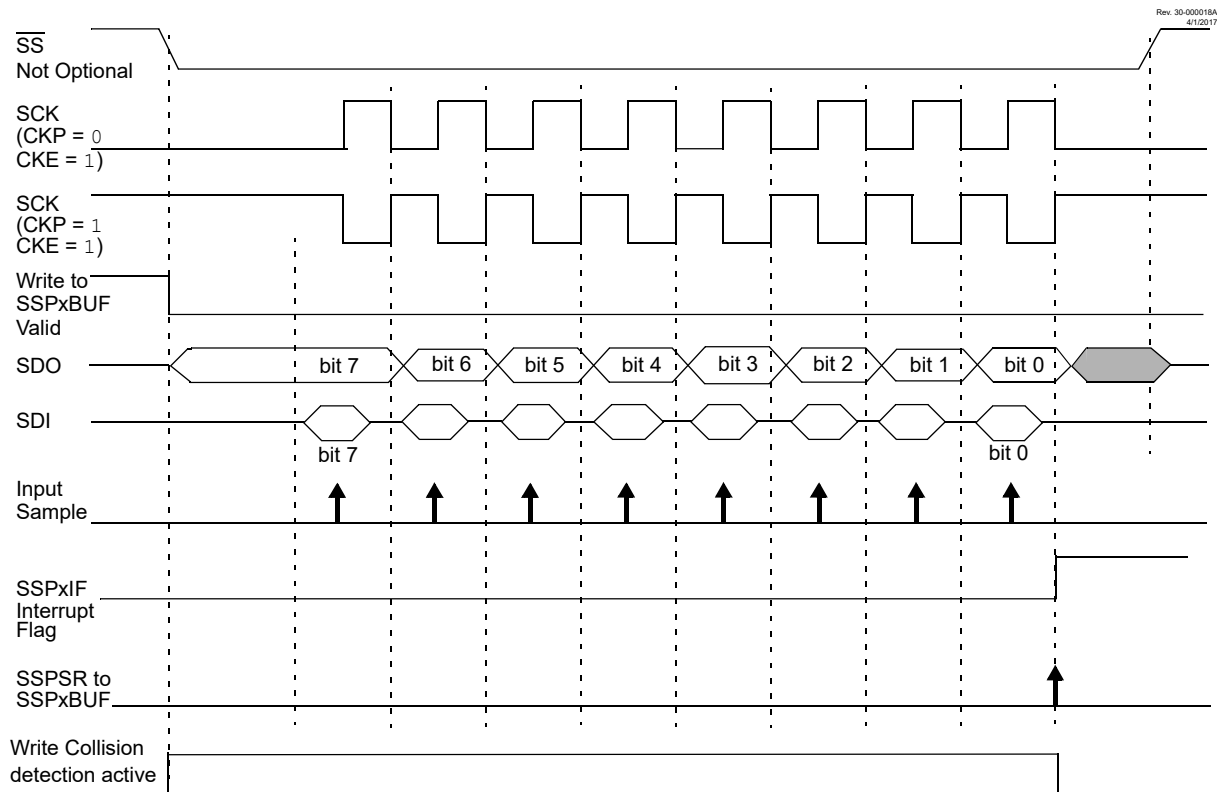 Rev. 30-000018A
4/1/2017
SS
Not Optional
SCK
(CKP = 0
CKE = 1)
SCK
(CKP = 1
CKE = 1)
Write to
SSPxBUF
Valid
SDO
bit 7 bit 6 bit 5 bit 4 bit 3 bit 2 bit 1 bit 0
SDI
bit 7 bit 0
Input
Sample
SSPxIF
Interrupt
Flag
SSPSR to
SSPxBUF
Write Collision
detection active